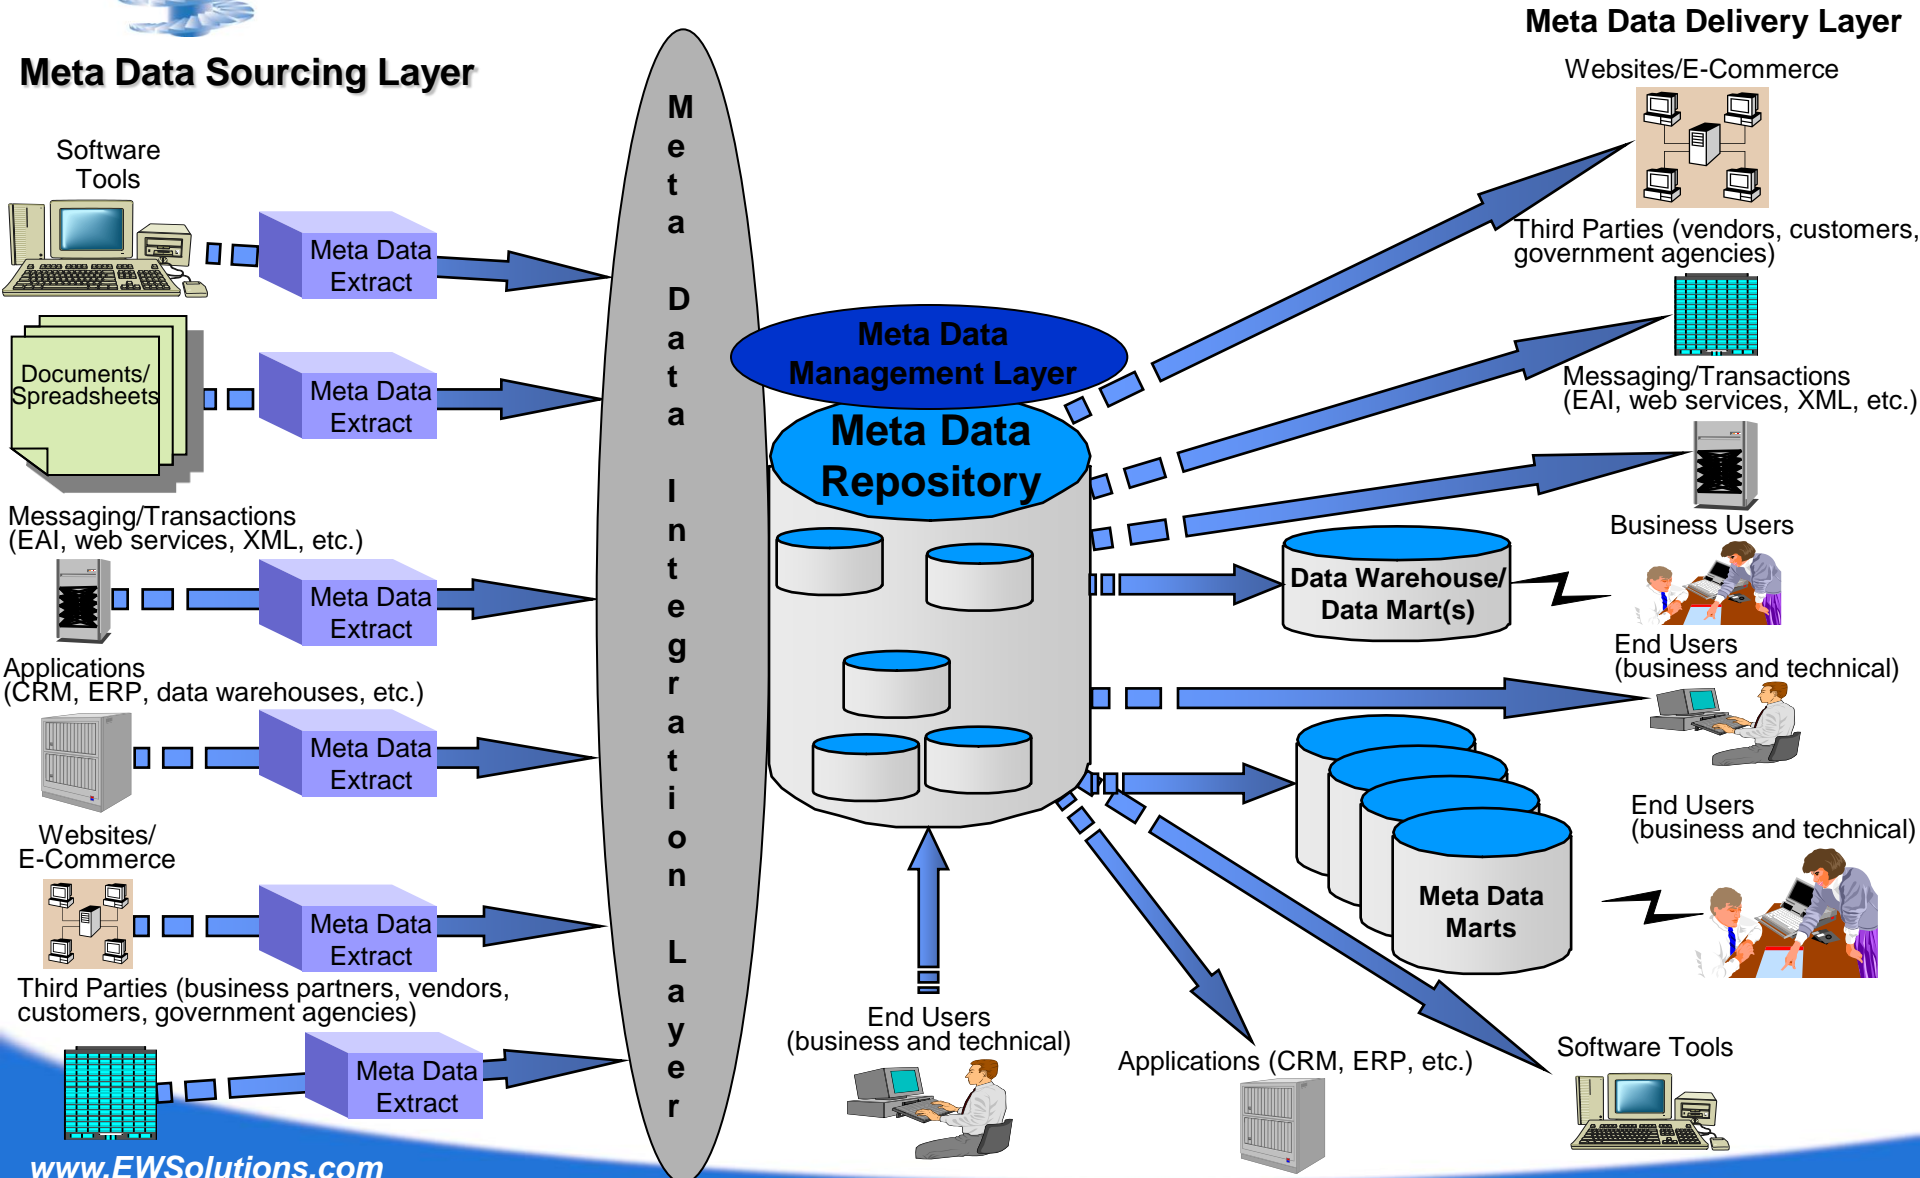 Meta Data Sourcing Layer
Software
Tools
Meta Data
Extract
Documents/
Spreadsheets
Meta Data
Extract
Messaging/Transactions
(EAI, web services, XML, etc.)
Meta Data
Extract
Applications
(CRM, ERP, data warehouses, etc.)
Meta Data
Extract
Websites/
E-Commerce
Meta Data
Extract
Third Parties (business partners, vendors,
customers, government agencies)
Meta Data
Extract
www.EWSolutions.com
Meta Data Integration Layer
Meta Data
Management Layer
Meta Data
Repository
End Users
(business and technical)
Meta Data Delivery Layer
Websites/E-Commerce
Third Parties (vendors, customers,
government agencies)
Messaging/Transactions
(EAI, web services, XML, etc.)
Business Users
Data Warehouse/
Data Mart(s)
End Users
(business and technical)
End Users
(business and technical)
Meta Data
Marts
Applications (CRM, ERP, etc.)
Software Tools